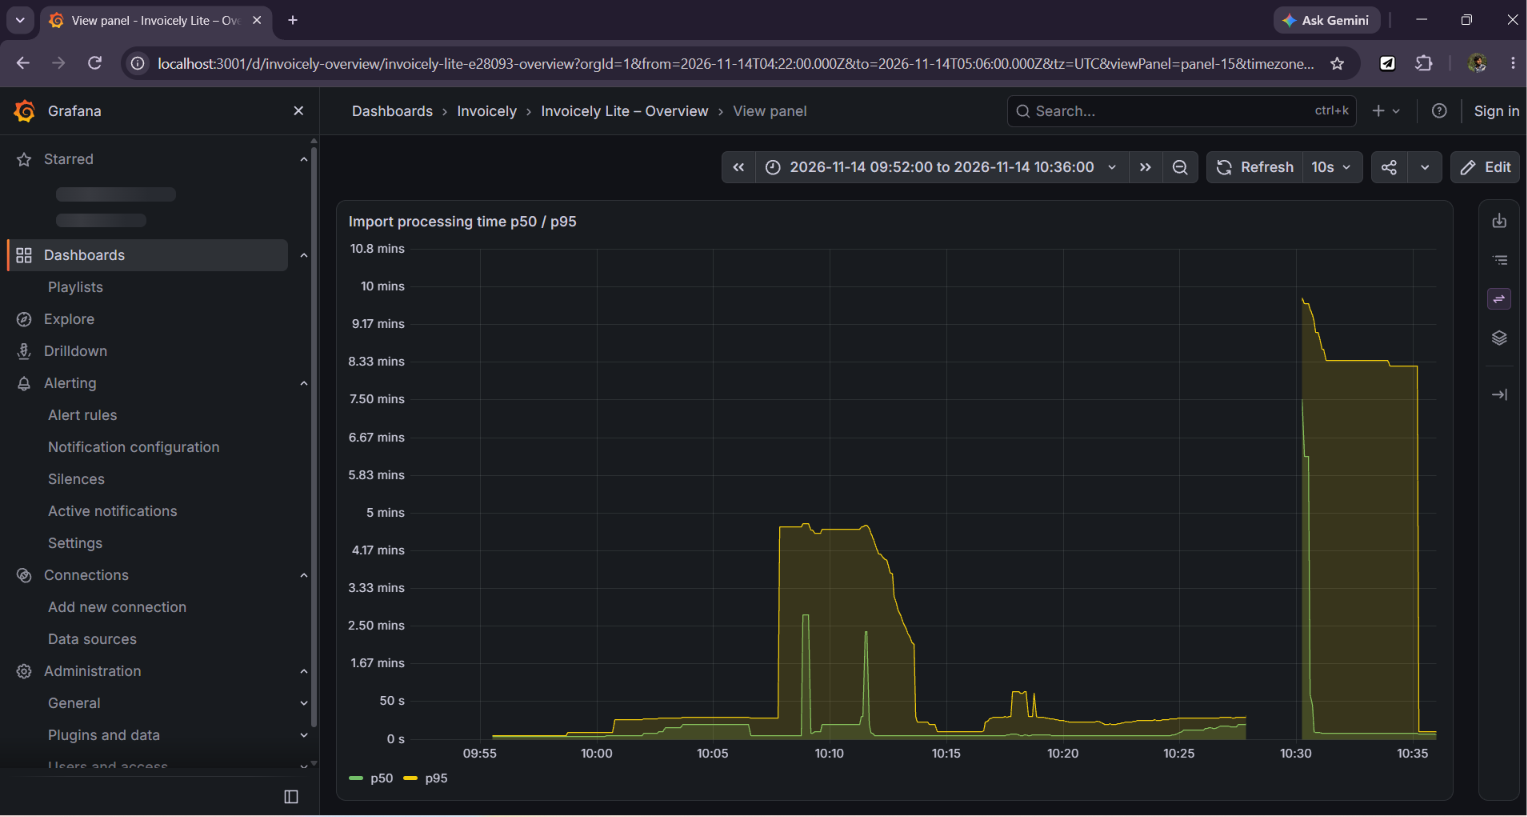 View panel - Invoicely Lite – Ov
Ask Gemini
localhost:3001/d/invoicely-overview/invoicely-lite-e28093-overview?orgId=1&from=2026-11-14T04:22:00.000Z&to=2026-11-14T05:06:00.000Z&tz=UTC&viewPanel=panel-15&timezone...
Grafana
Dashboards › Invoicely › Invoicely Lite – Overview › View panel
Search...
ctrl+k
Sign in
Starred
Dashboards
Playlists
Explore
Drilldown
Alerting
Alert rules
Notification configuration
Silences
Active notifications
Settings
Connections
Add new connection
Data sources
Administration
General
Plugins and data
Users and access
2026-11-14 09:52:00 to 2026-11-14 10:36:00
Refresh
10s
Edit
Import processing time p50 / p95
10.8 mins
10 mins
9.17 mins
8.33 mins
7.50 mins
6.67 mins
5.83 mins
5 mins
4.17 mins
3.33 mins
2.50 mins
1.67 mins
50 s
0 s
09:55 10:00 10:05 10:10 10:15 10:20 10:25 10:30 10:35
p50 p95